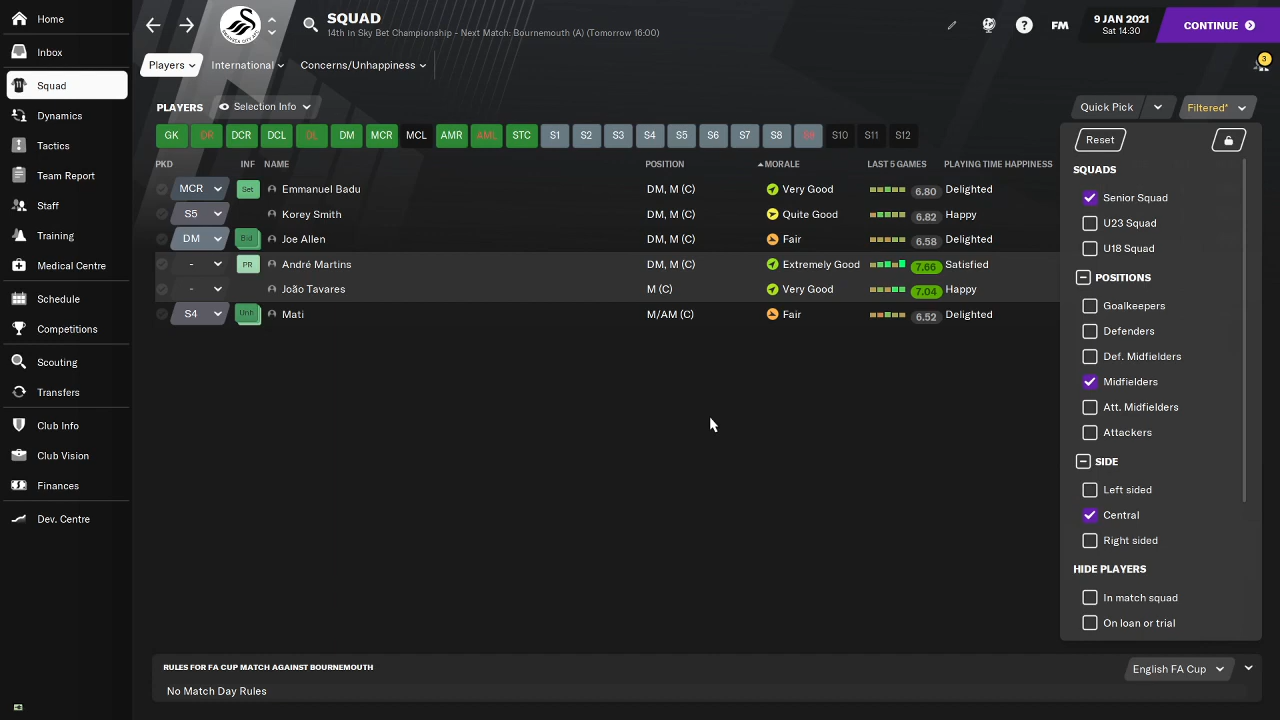 Home
Inbox
Squad
Dynamics
Tactics
Team Report
Staff
Training
Medical Centre
Schedule
Competitions
Scouting
Transfers
Club Info
Club Vision
Finances
Dev. Centre
SQUAD
14th in Sky Bet Championship - Next Match: Bournemouth (A) (Tomorrow 16:00)
? FM
9 JAN 2021
Sat 14:30
CONTINUE
Players International Concerns/Unhappiness
3
PLAYERS Selection Info Quick Pick Filtered*
GK DR DCR DCL DL DM MCR MCL AMR AML STC S1 S2 S3 S4 S5 S6 S7 S8 S9 S10 S11 S12
PKD INF NAME POSITION MORALE LAST 5 GAMES PLAYING TIME HAPPINESS
MCR Set Emmanuel Badu DM, M (C) Very Good 6.80 Delighted
S5 Korey Smith DM, M (C) Quite Good 6.82 Happy
DM Bid Joe Allen DM, M (C) Fair 6.58 Delighted
- PR André Martins DM, M (C) Extremely Good 7.66 Satisfied
- João Tavares M (C) Very Good 7.04 Happy
S4 Unh Mati M/AM (C) Fair 6.52 Delighted
Reset
SQUADS
Senior Squad
U23 Squad
U18 Squad
POSITIONS
Goalkeepers
Defenders
Def. Midfielders
Midfielders
Att. Midfielders
Attackers
SIDE
Left sided
Central
Right sided
HIDE PLAYERS
In match squad
On loan or trial
RULES FOR FA CUP MATCH AGAINST BOURNEMOUTH English FA Cup
No Match Day Rules